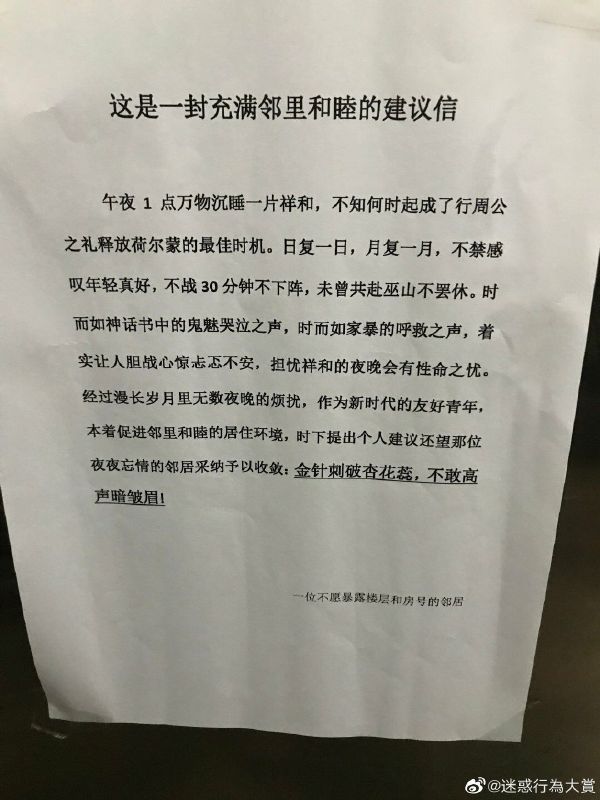 这是一封充满邻里和睦的建议信
午夜 1 点万物沉睡一片祥和，不知何时起成了行周公
之礼释放荷尔蒙的最佳时机。日复一日，月复一月，不禁感
叹年轻真好，不战 30 分钟不下阵，未曾共赴巫山不罢休。时
而如神话书中的鬼魅哭泣之声，时而如家暴的呼救之声，着
实让人胆战心惊忐忑不安，担忧祥和的夜晚会有性命之忧。
经过漫长岁月里无数夜晚的烦扰，作为新时代的友好青年，
本着促进邻里和睦的居住环境，时下提出个人建议还望那位
夜夜忘情的邻居采纳予以收敛：金针刺破杏花蕊，不敢高
声暗皱眉!
一位不愿暴露楼层和房号的邻居
@迷惑行為大賞